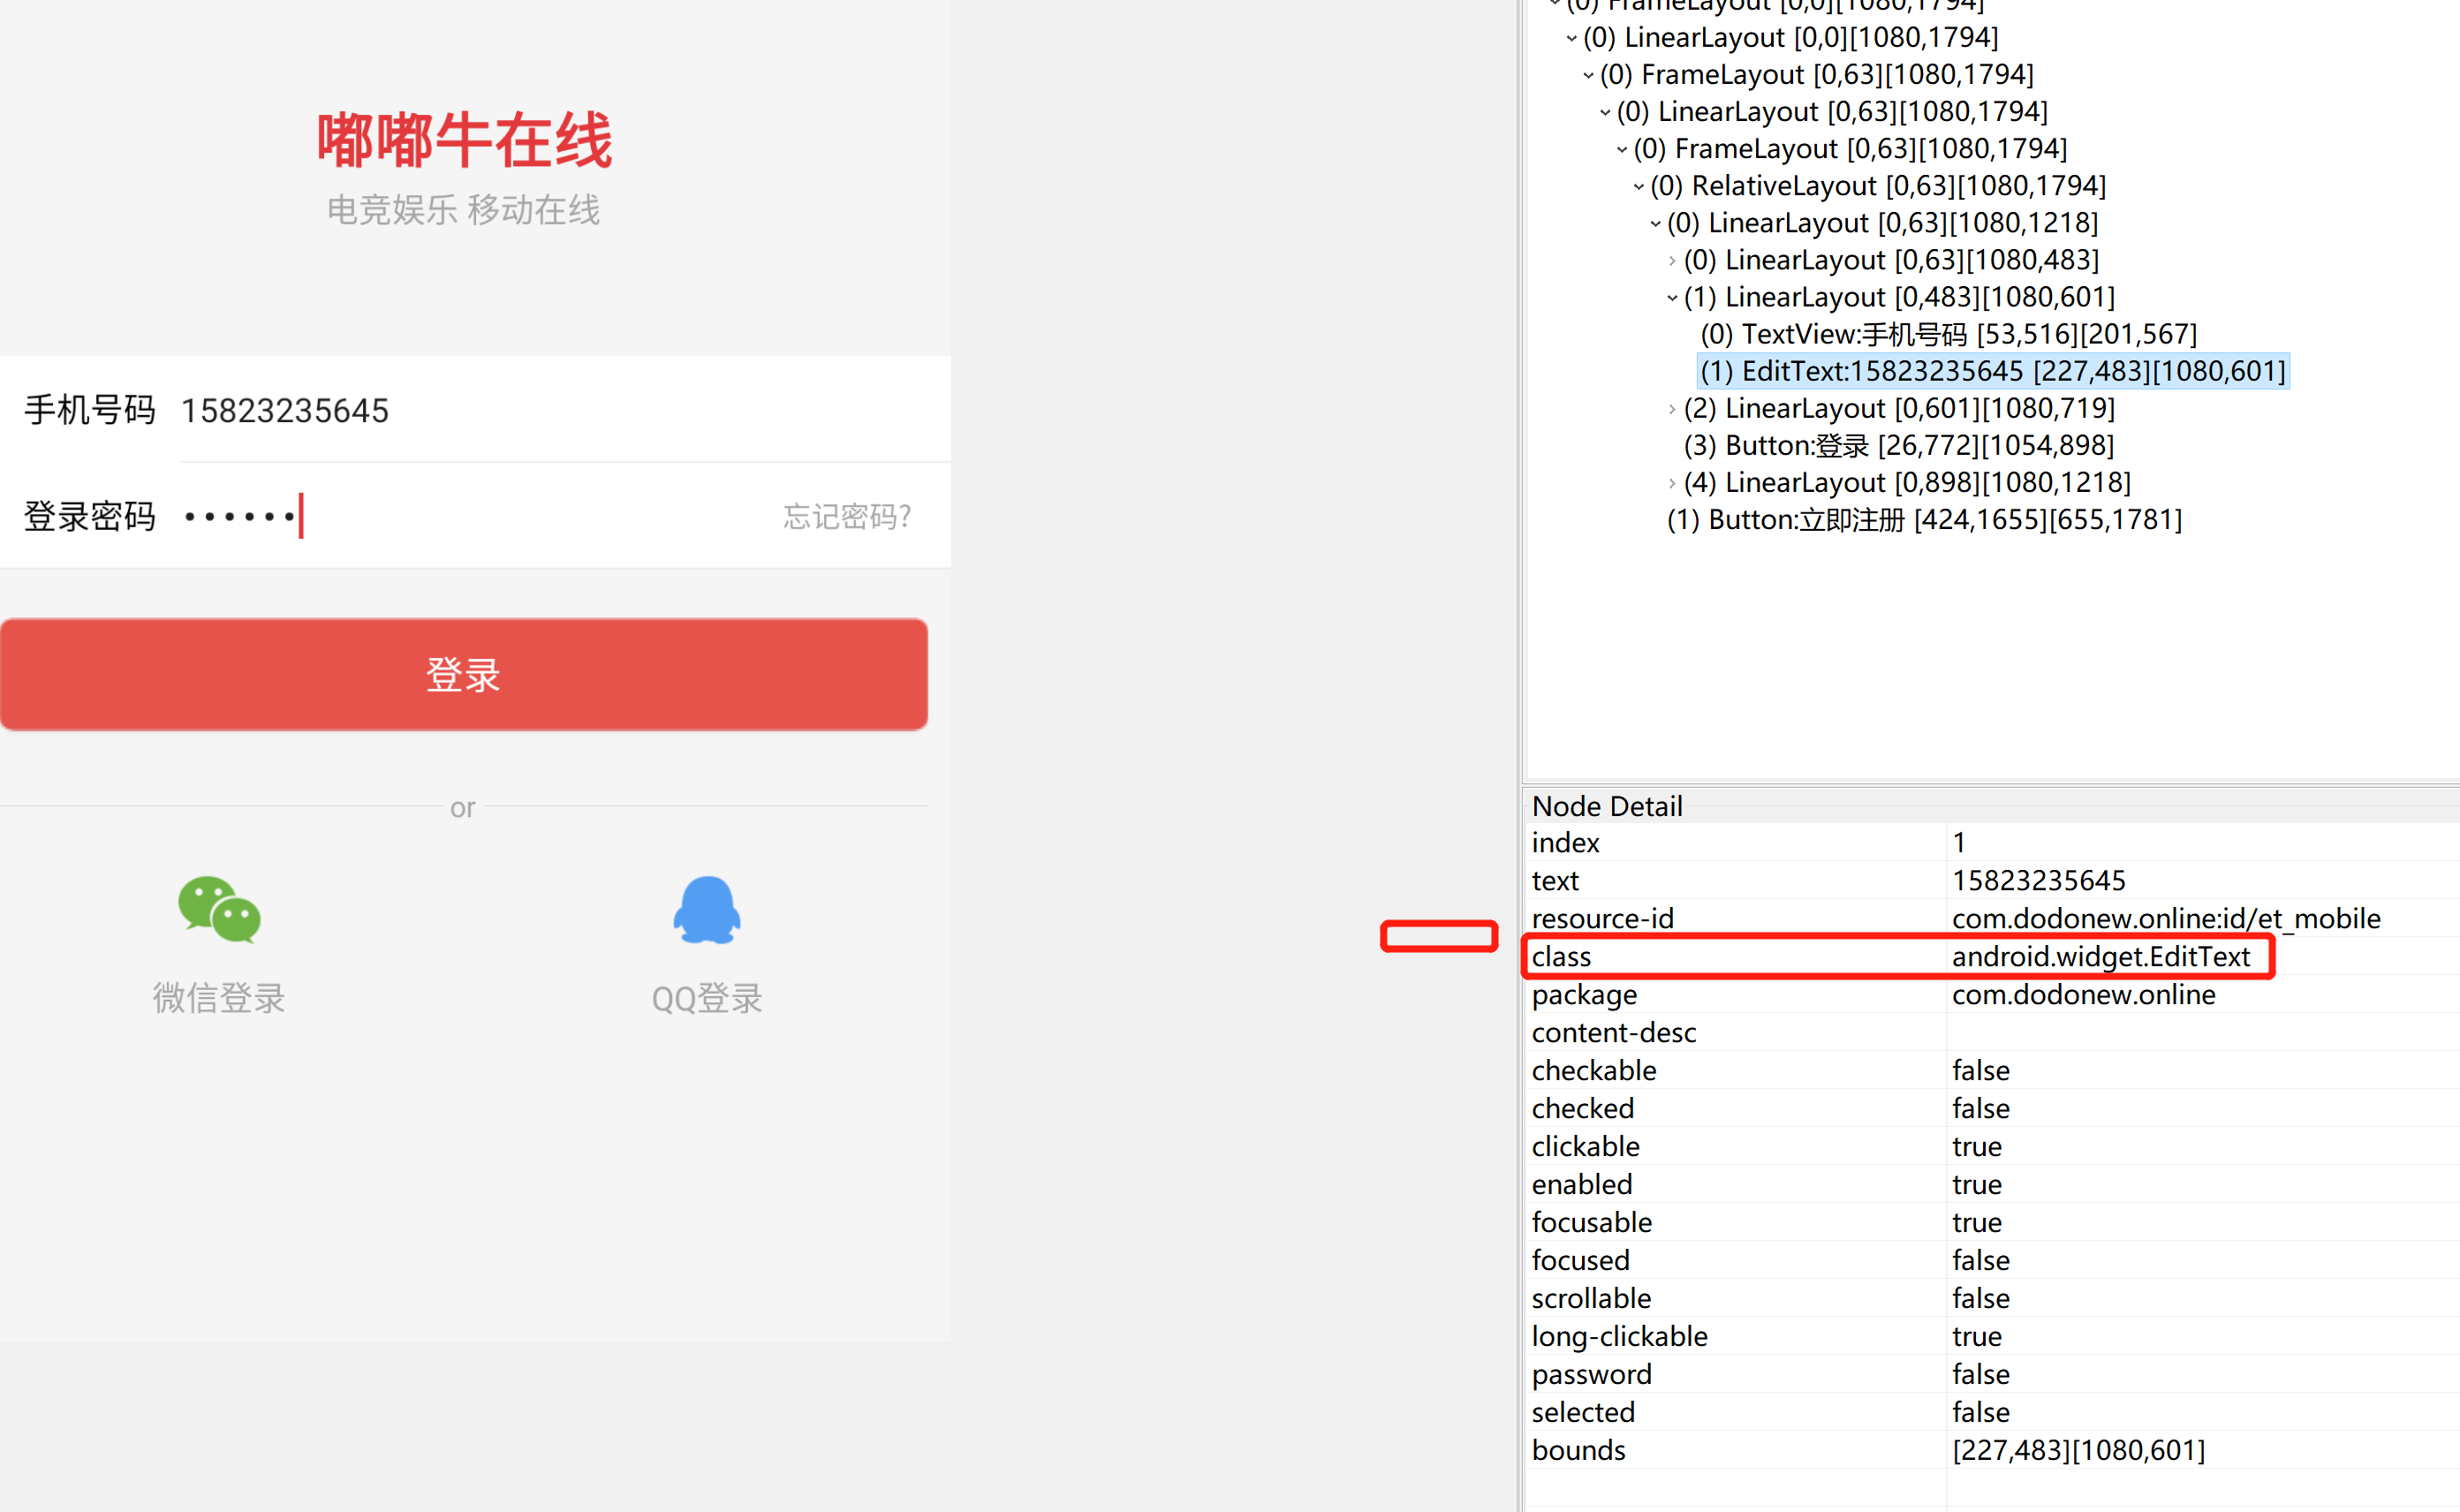 嘟嘟牛在线
电竞娱乐 移动在线
手机号码 15823235645
登录密码 ••••••
忘记密码?
登录
or
微信登录
QQ登录
(0) FrameLayout [0,0][1080,1794]
(0) LinearLayout [0,0][1080,1794]
(0) FrameLayout [0,63][1080,1794]
(0) LinearLayout [0,63][1080,1794]
(0) FrameLayout [0,63][1080,1794]
(0) RelativeLayout [0,63][1080,1794]
(0) LinearLayout [0,63][1080,1218]
(0) LinearLayout [0,63][1080,483]
(1) LinearLayout [0,483][1080,601]
(0) TextView:手机号码 [53,516][201,567]
(1) EditText:15823235645 [227,483][1080,601]
(2) LinearLayout [0,601][1080,719]
(3) Button:登录 [26,772][1054,898]
(4) LinearLayout [0,898][1080,1218]
(1) Button:立即注册 [424,1655][655,1781]
Node Detail
index 1
text 15823235645
resource-id com.dodonew.online:id/et_mobile
class android.widget.EditText
package com.dodonew.online
content-desc
checkable false
checked false
clickable true
enabled true
focusable true
focused false
scrollable false
long-clickable true
password false
selected false
bounds [227,483][1080,601]